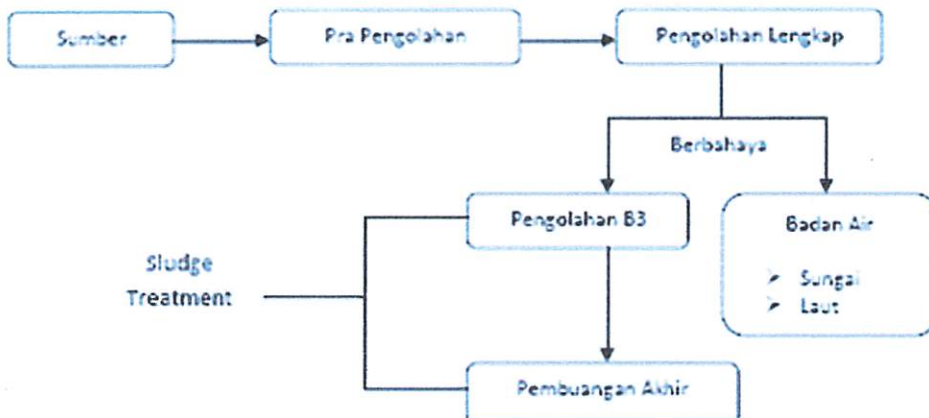 Sumber
Pra Pengolahan
Pengolahan Lengkap
Berbahaya
Pengolahan B3
Badan Air
Sungai
Laut
Sludge
Treatment
Pembuangan Akhir